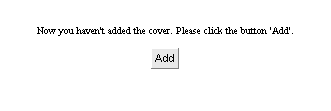 Now you haven't added the cover. Please click the button 'Add'.
Add